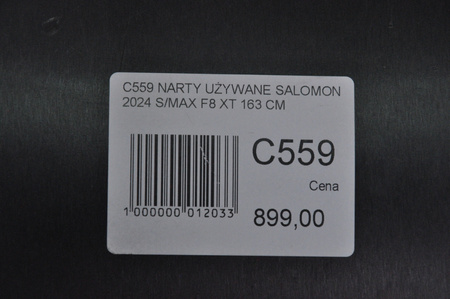 C559 NARTY UŻYWANE SALOMON
2024 S/MAX F8 XT 163 CM
C559
Cena
899,00
1 000000 012033